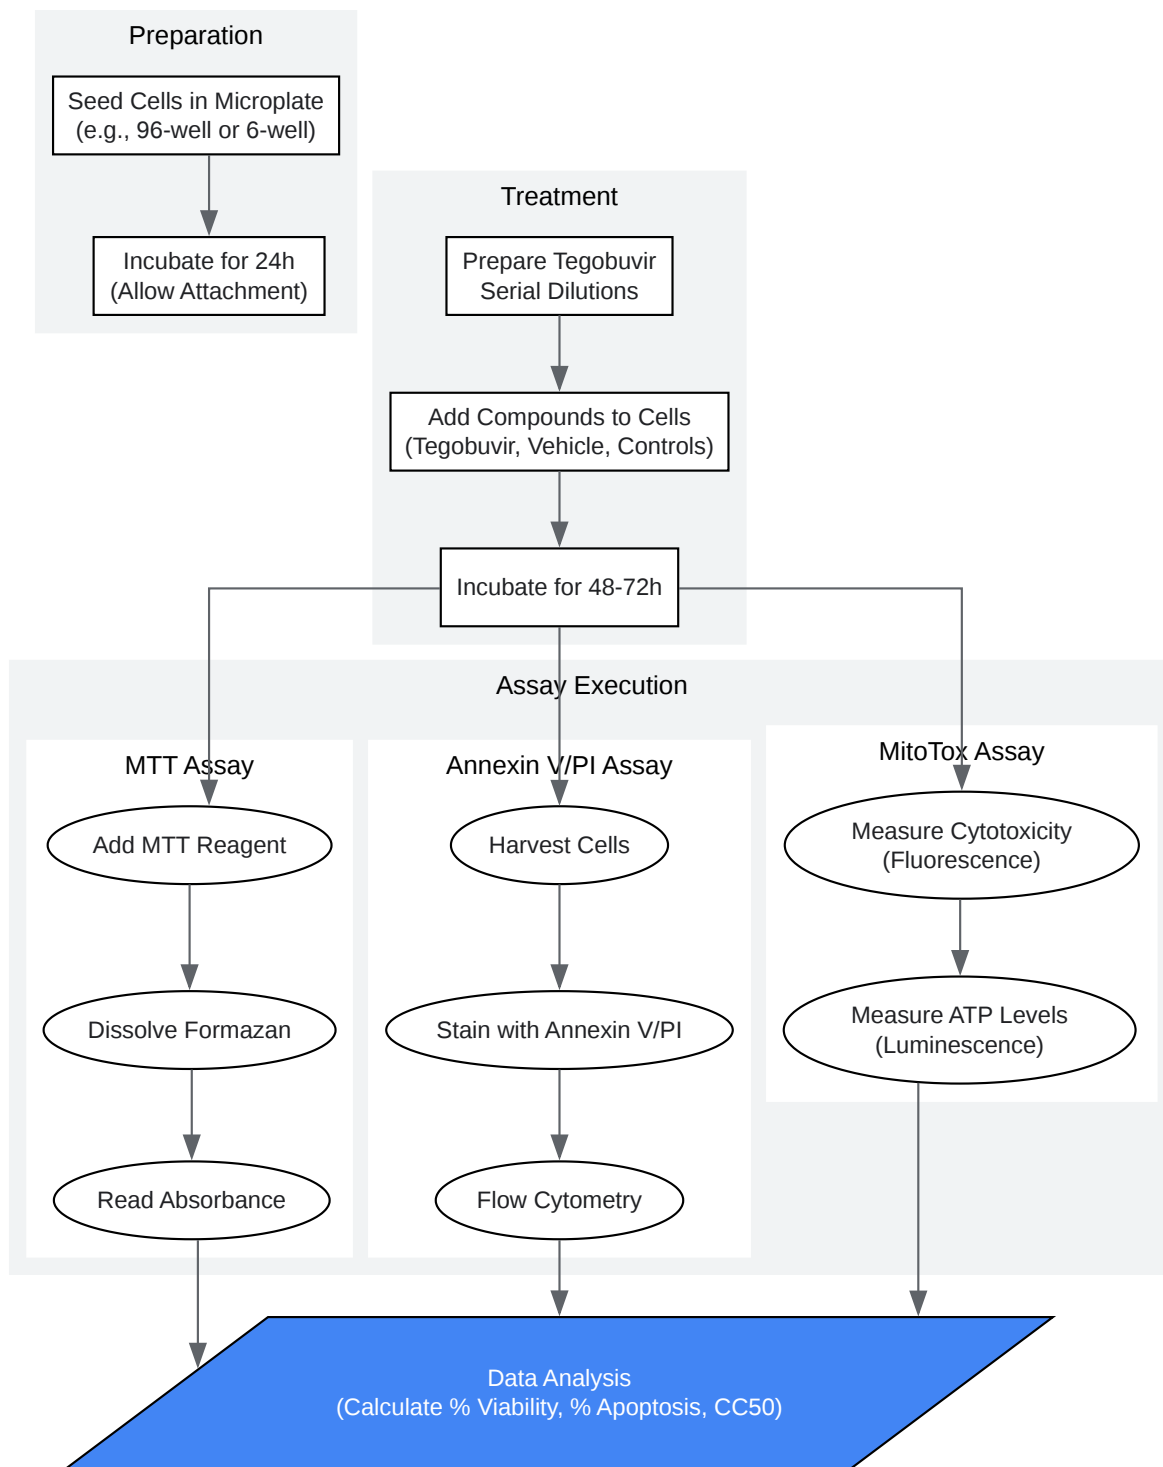 Preparation
Seed Cells in Microplate
(e.g., 96-well or 6-well)
Incubate for 24h
(Allow Attachment)
Treatment
Prepare Tegobuvir
Serial Dilutions
Add Compounds to Cells
(Tegobuvir, Vehicle, Controls)
Incubate for 48-72h
Assay Execution
MTT Assay
Add MTT Reagent
Dissolve Formazan
Read Absorbance
Annexin V/PI Assay
Harvest Cells
Stain with Annexin V/PI
Flow Cytometry
MitoTox Assay
Measure Cytotoxicity
(Fluorescence)
Measure ATP Levels
(Luminescence)
Data Analysis
(Calculate % Viability, % Apoptosis, CC50)